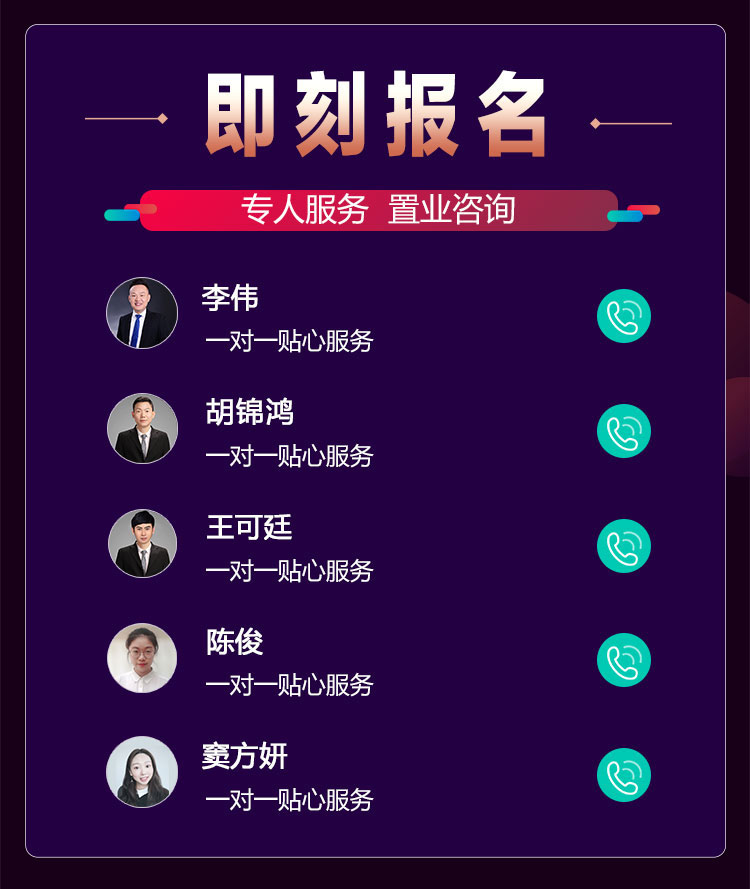 即刻报名
专人服务 置业咨询
李伟
一对一贴心服务
胡锦鸿
一对一贴心服务
王可廷
一对一贴心服务
陈俊
一对一贴心服务
窦方妍
一对一贴心服务